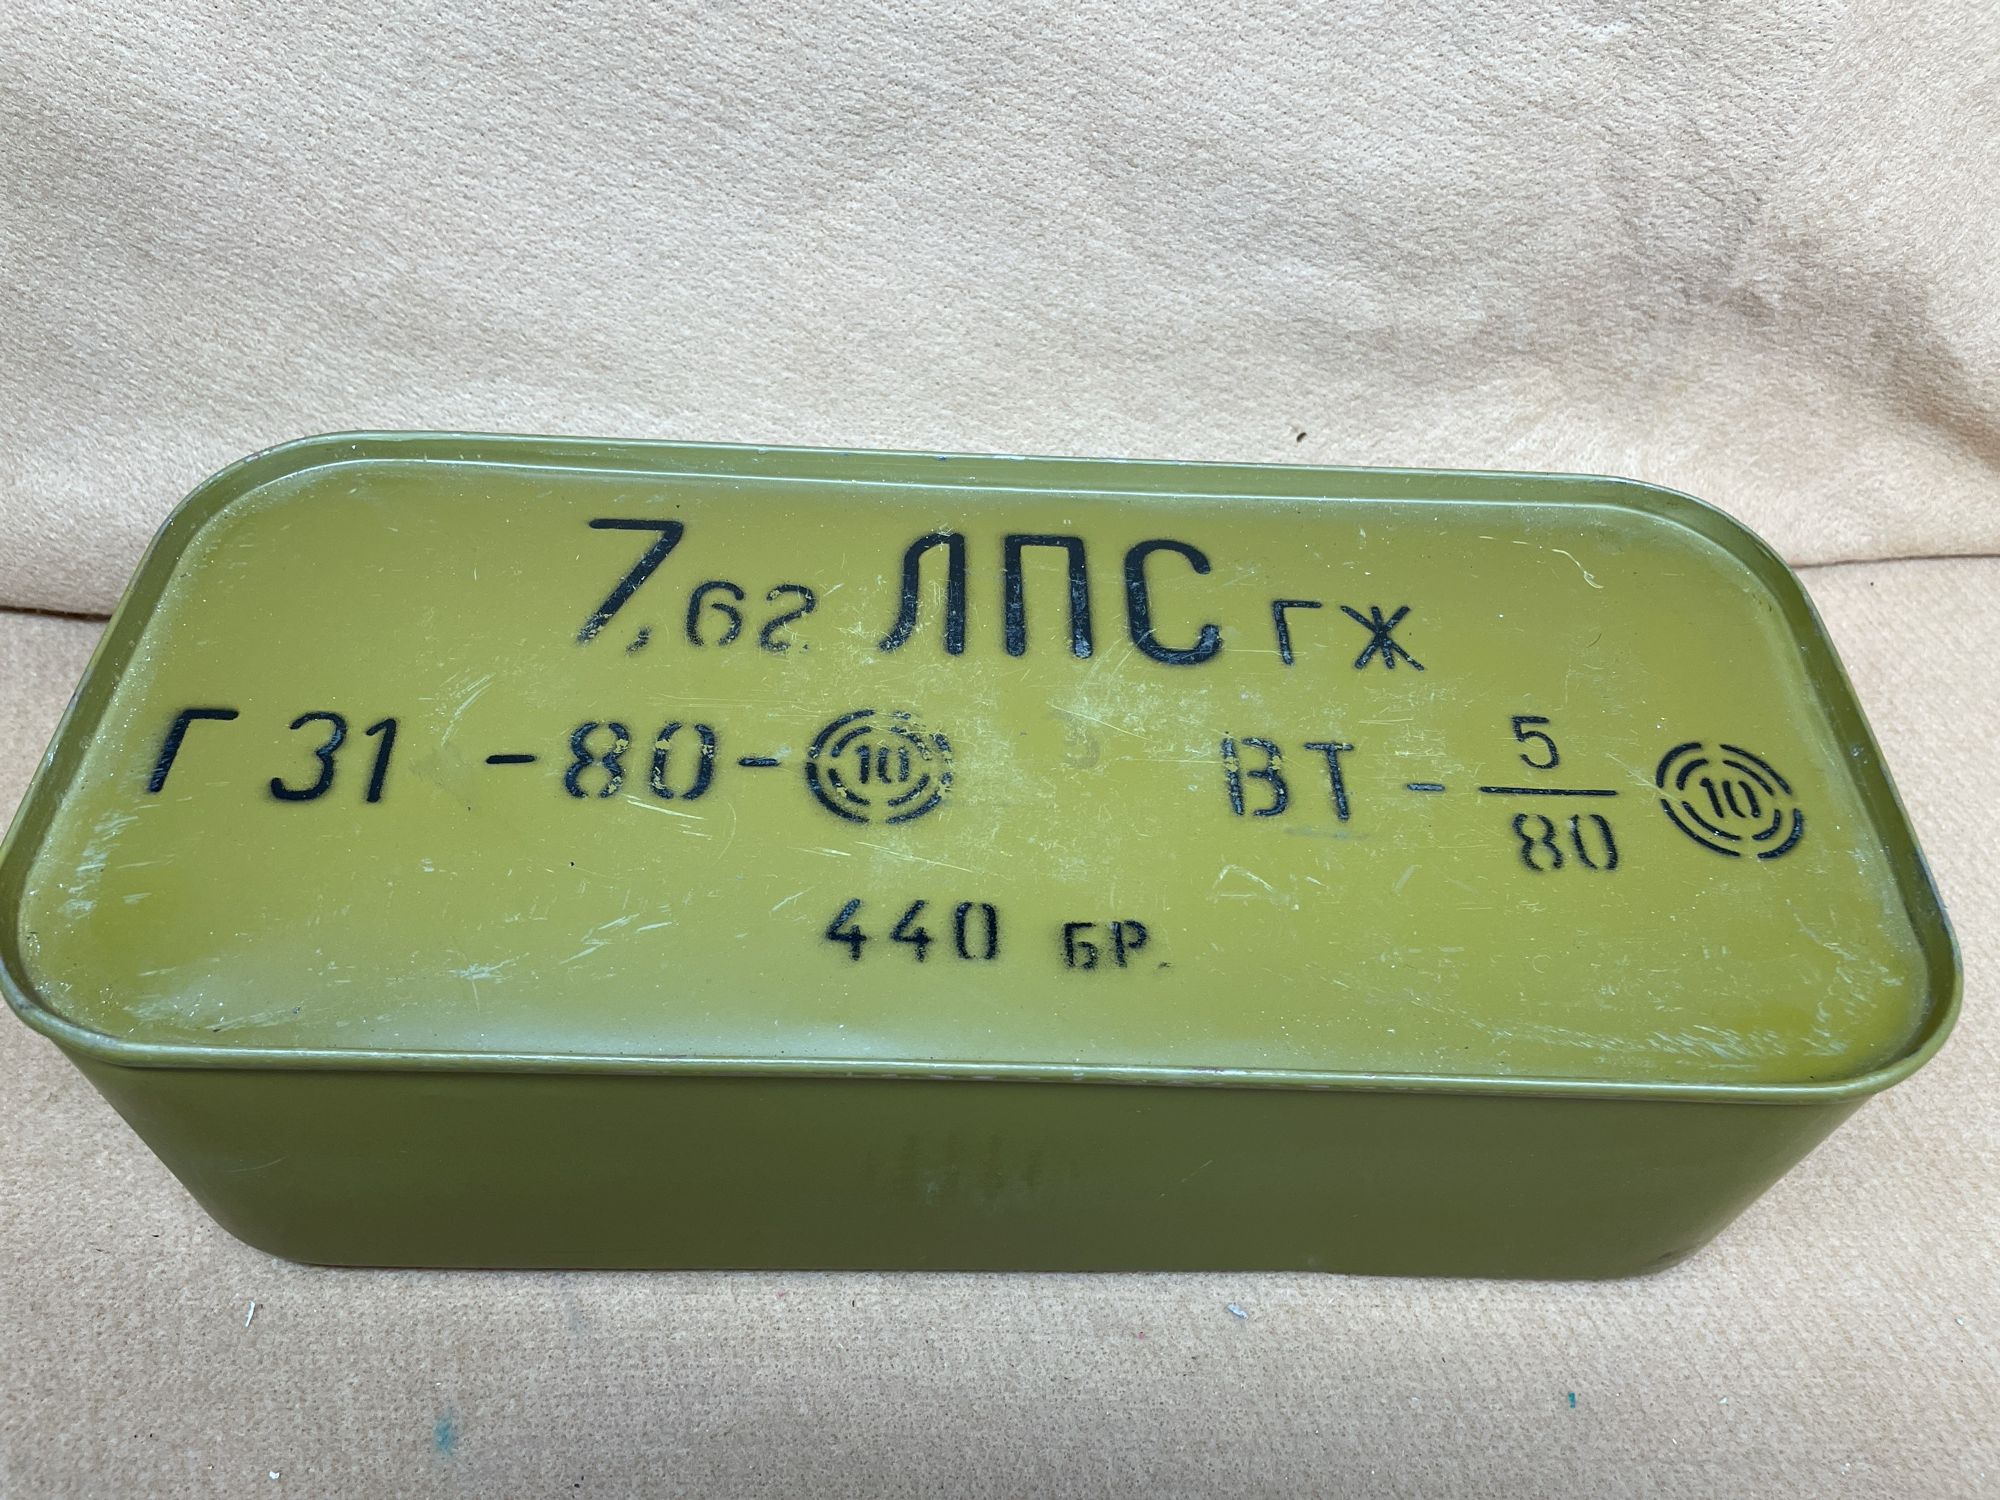 7,62 ЛПС ГЖ
Г 31 -80- 10 ВТ - 5/80 10
440 БР.